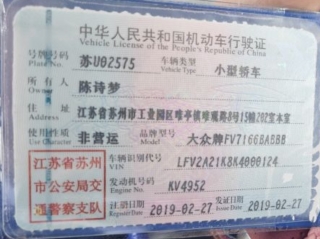 中华人民共和国机动车行驶证
Vehicle License of the People's Republic of China
号牌号码 苏U02575 车辆类型 小型轿车
Plate No. Vehicle Type
所有人 陈诗梦
Owner
住址 江苏省苏州市工业园区唯亭镇唯观路8号15幢202室本室
Address
使用性质 非营运 品牌型号 大众牌FV7166BABBB
江苏省苏州
市公安局交
通警察支队
车辆识别代号 LFV2A21K8K4000124
VIN
发动机号码 KV4952
Engine No.
注册日期 2019-02-27 发证日期 2019-02-27
Register Date Issue Date